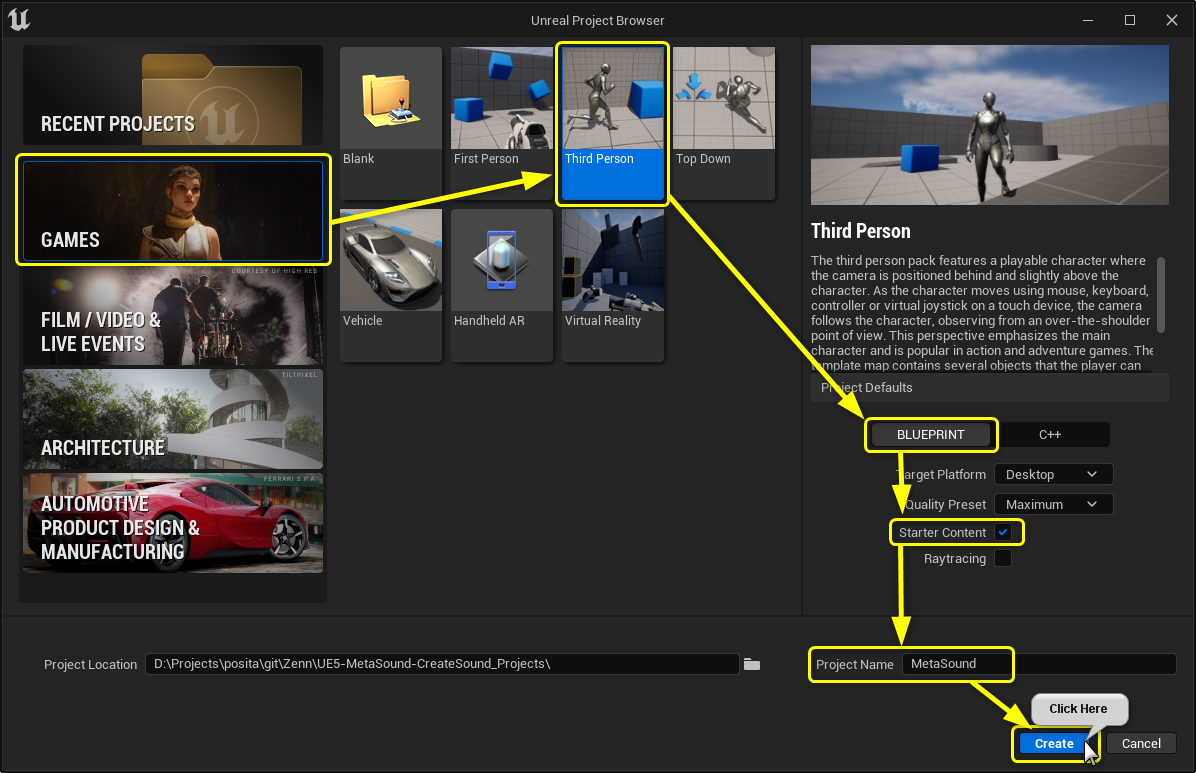 Unreal Project Browser
RECENT PROJECTS
GAMES
COURTESY OF HIGH RES
FILM / VIDEO &
LIVE EVENTS
TILTPIXEL
ARCHITECTURE
FERRARI S.P.A.
AUTOMOTIVE
PRODUCT DESIGN &
MANUFACTURING
Blank
First Person
Third Person
Top Down
Vehicle
Handheld AR
Virtual Reality
Third Person
The third person pack features a playable character where
the camera is positioned behind and slightly above the
character. As the character moves using mouse, keyboard,
controller or virtual joystick on a touch device, the camera
follows the character, observing from an over-the-shoulder
point of view. This perspective emphasizes the main
character and is popular in action and adventure games. The
template map contains several objects that the player can
Project Defaults
BLUEPRINT
C++
Target Platform
Desktop
Quality Preset
Maximum
Starter Content
Raytracing
Project Location
D:\Projects\posita\git\Zenn\UE5-MetaSound-CreateSound_Projects\
Project Name
MetaSound
Click Here
Create
Cancel